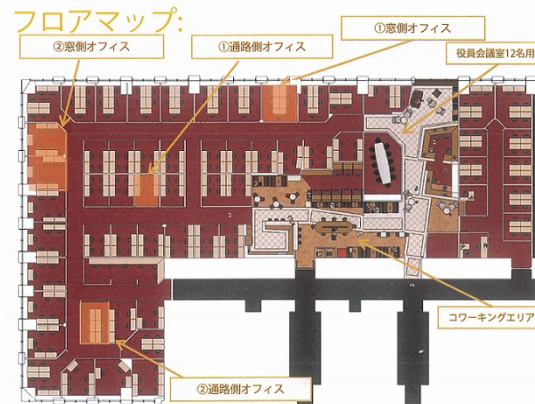 フロアマップ:
①窓側オフィス
②窓側オフィス
①通路側オフィス
役員会議室12名用
コワーキングエリア
②通路側オフィス